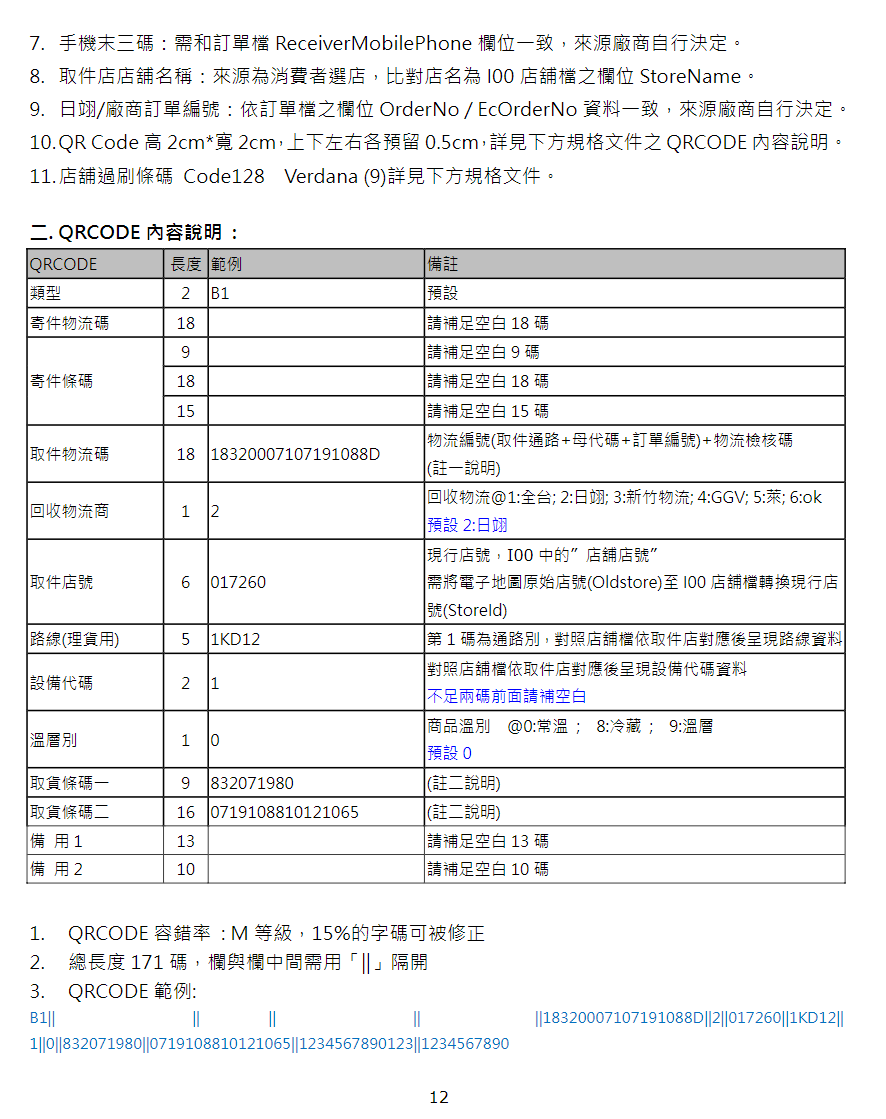 7. 手機末三碼：需和訂單檔 ReceiverMobilePhone 欄位一致，來源廠商自行決定。
8. 取件店店舖名稱：來源為消費者選店，比對店名為 I00 店舖檔之欄位 StoreName。
9. 日翊/廠商訂單編號：依訂單檔之欄位 OrderNo / EcOrderNo 資料一致，來源廠商自行決定。
10.QR Code 高 2cm*寬 2cm，上下左右各預留 0.5cm，詳見下方規格文件之 QRCODE 內容說明。
11.店舖過刷條碼 Code128 Verdana (9)詳見下方規格文件。
二. QRCODE 內容說明：
QRCODE 長度 範例 備註
類型 2 B1 預設
寄件物流碼 18 請補足空白 18 碼
寄件條碼
9 請補足空白 9 碼
18 請補足空白 18 碼
15 請補足空白 15 碼
取件物流碼 18 18320007107191088D
物流編號(取件通路+母代碼+訂單編號)+物流檢核碼
(註一說明)
回收物流商 1 2
回收物流@1:全台; 2:日翊; 3:新竹物流; 4:GGV; 5:萊; 6:ok
預設 2:日翊
取件店號 6 017260
現行店號，I00 中的”店舖店號”
需將電子地圖原始店號(Oldstore)至 I00 店舖檔轉換現行店
號(StoreId)
路線(理貨用) 5 1KD12 第 1 碼為通路別，對照店舖檔依取件店對應後呈現路線資料
設備代碼 2 1
對照店舖檔依取件店對應後呈現設備代碼資料
不足兩碼前面請補空白
溫層別 1 0
商品溫別 @0:常溫； 8:冷藏； 9:溫層
預設 0
取貨條碼一 9 832071980 (註二說明)
取貨條碼二 16 0719108810121065 (註二說明)
備 用 1 13 請補足空白 13 碼
備 用 2 10 請補足空白 10 碼
1. QRCODE 容錯率：M 等級，15%的字碼可被修正
2. 總長度 171 碼，欄與欄中間需用「||」隔開
3. QRCODE 範例:
B1|| || || || ||18320007107191088D||2||017260||1KD12||
1||0||832071980||0719108810121065||1234567890123||1234567890
12